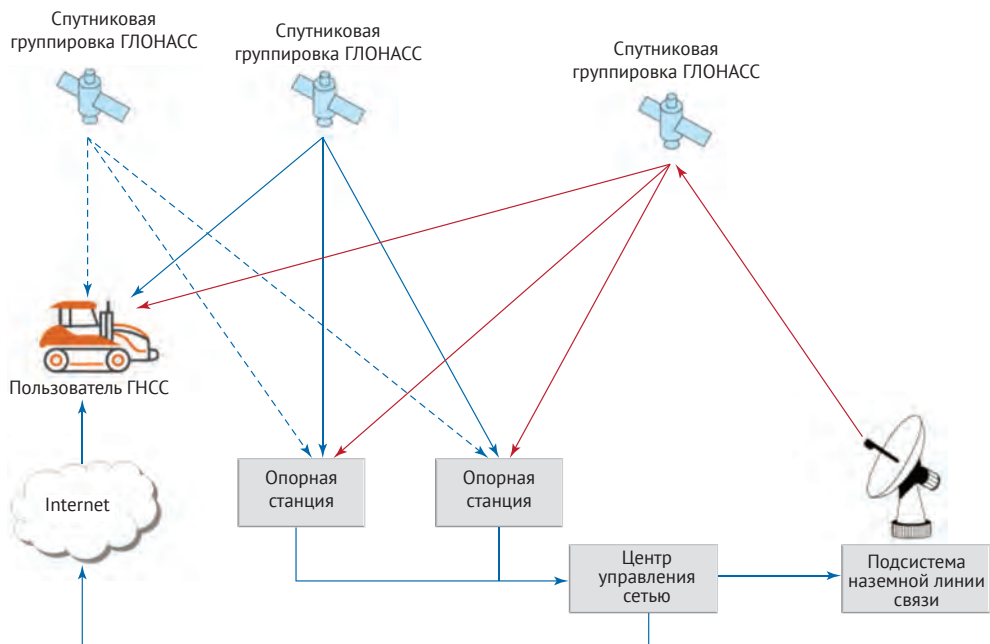 Спутниковая
группировка ГЛОНАСС
Спутниковая
группировка ГЛОНАСС
Спутниковая
группировка ГЛОНАСС
Пользователь ГНСС
Internet
Опорная
станция
Опорная
станция
Центр
управления
сетью
Подсистема
наземной линии
связи